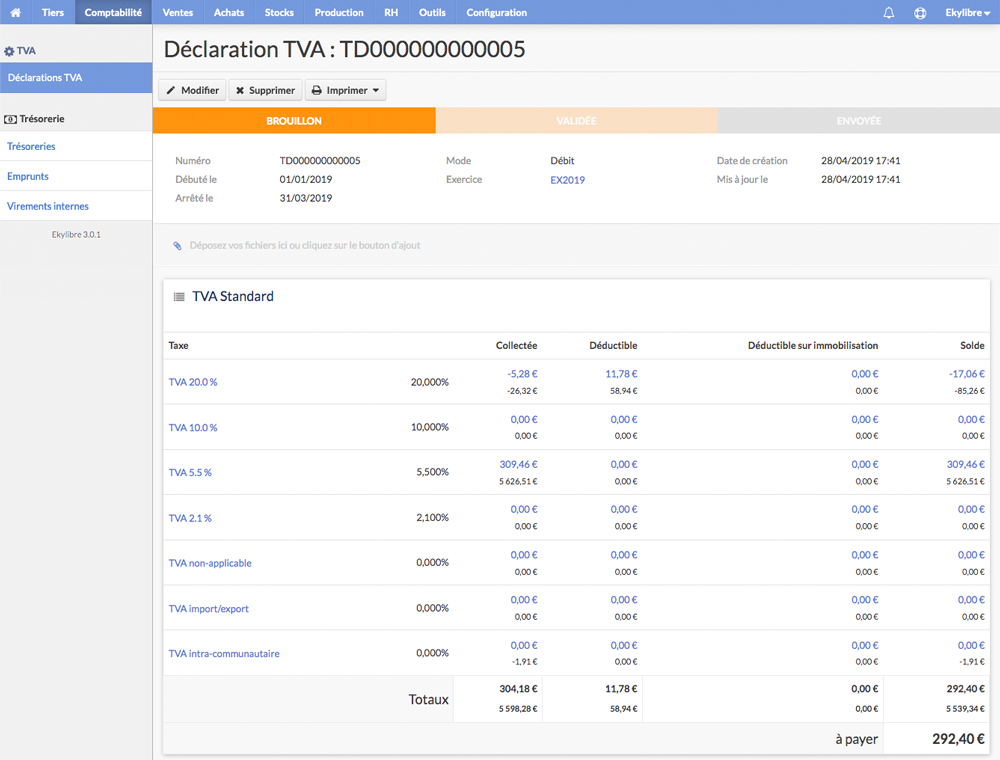 Tiers Comptabilité Ventes Achats Stocks Production RH Outils Configuration Ekylibre
TVA
Déclarations TVA
Trésorerie
Trésoreries
Emprunts
Virements internes
Ekylibre 3.0.1
Déclaration TVA : TD000000000005
Modifier Supprimer Imprimer
BROUILLON VALIDÉE ENVOYÉE
Numéro TD000000000005 Mode Débit Date de création 28/04/2019 17:41
Débuté le 01/01/2019 Exercice EX2019 Mis à jour le 28/04/2019 17:41
Arrêté le 31/03/2019
Déposez vos fichiers ici ou cliquez sur le bouton d'ajout
TVA Standard
Taxe Collectée Déductible Déductible sur immobilisation Solde
TVA 20.0 % 20,000% -5,28 € 11,78 € 0,00 € -17,06 €
-26,32 € 58,94 € 0,00 € -85,26 €
TVA 10.0 % 10,000% 0,00 € 0,00 € 0,00 € 0,00 €
0,00 € 0,00 € 0,00 € 0,00 €
TVA 5.5 % 5,500% 309,46 € 0,00 € 0,00 € 309,46 €
5 626,51 € 0,00 € 0,00 € 5 626,51 €
TVA 2.1 % 2,100% 0,00 € 0,00 € 0,00 € 0,00 €
0,00 € 0,00 € 0,00 € 0,00 €
TVA non-applicable 0,000% 0,00 € 0,00 € 0,00 € 0,00 €
0,00 € 0,00 € 0,00 € 0,00 €
TVA import/export 0,000% 0,00 € 0,00 € 0,00 € 0,00 €
0,00 € 0,00 € 0,00 € 0,00 €
TVA intra-communautaire 0,000% 0,00 € 0,00 € 0,00 € 0,00 €
-1,91 € 0,00 € 0,00 € -1,91 €
Totaux 304,18 € 11,78 € 0,00 € 292,40 €
5 598,28 € 58,94 € 0,00 € 5 539,34 €
à payer 292,40 €